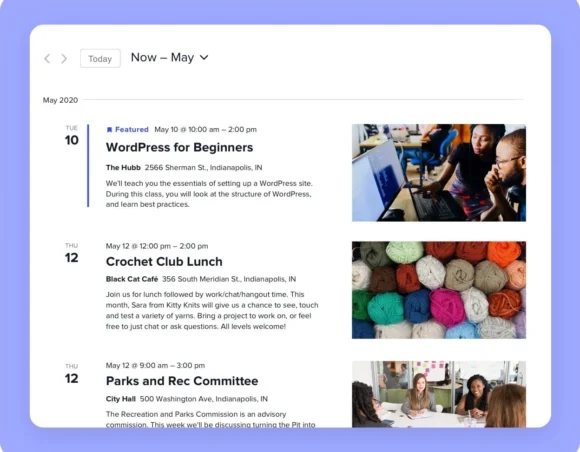 Today Now – May
May 2020
TUE
10
Featured May 10 @ 10:00 am – 2:00 pm
WordPress for Beginners
The Hubb 2566 Sherman St., Indianapolis, IN
We'll teach you the essentials of setting up a WordPress site.
During this class, you will look at the structure of WordPress,
and learn best practices.
THU
12
May 12 @ 12:00 pm – 2:00 pm
Crochet Club Lunch
Black Cat Café 356 South Meridian St., Indianapolis, IN
Join us for lunch followed by work/chat/hangout time. This
month, Sara from Kitty Knits will give us a chance to see, touch
and test a variety of yarns. Bring a project to work on, or feel
free to just chat or ask questions. All levels welcome!
THU
12
May 12 @ 9:00 am – 3:00 pm
Parks and Rec Committee
City Hall 500 Washington Ave, Indianapolis, IN
The Recreation and Parks Commission is an advisory
commission. This week we'll be discussing turning the Pit into